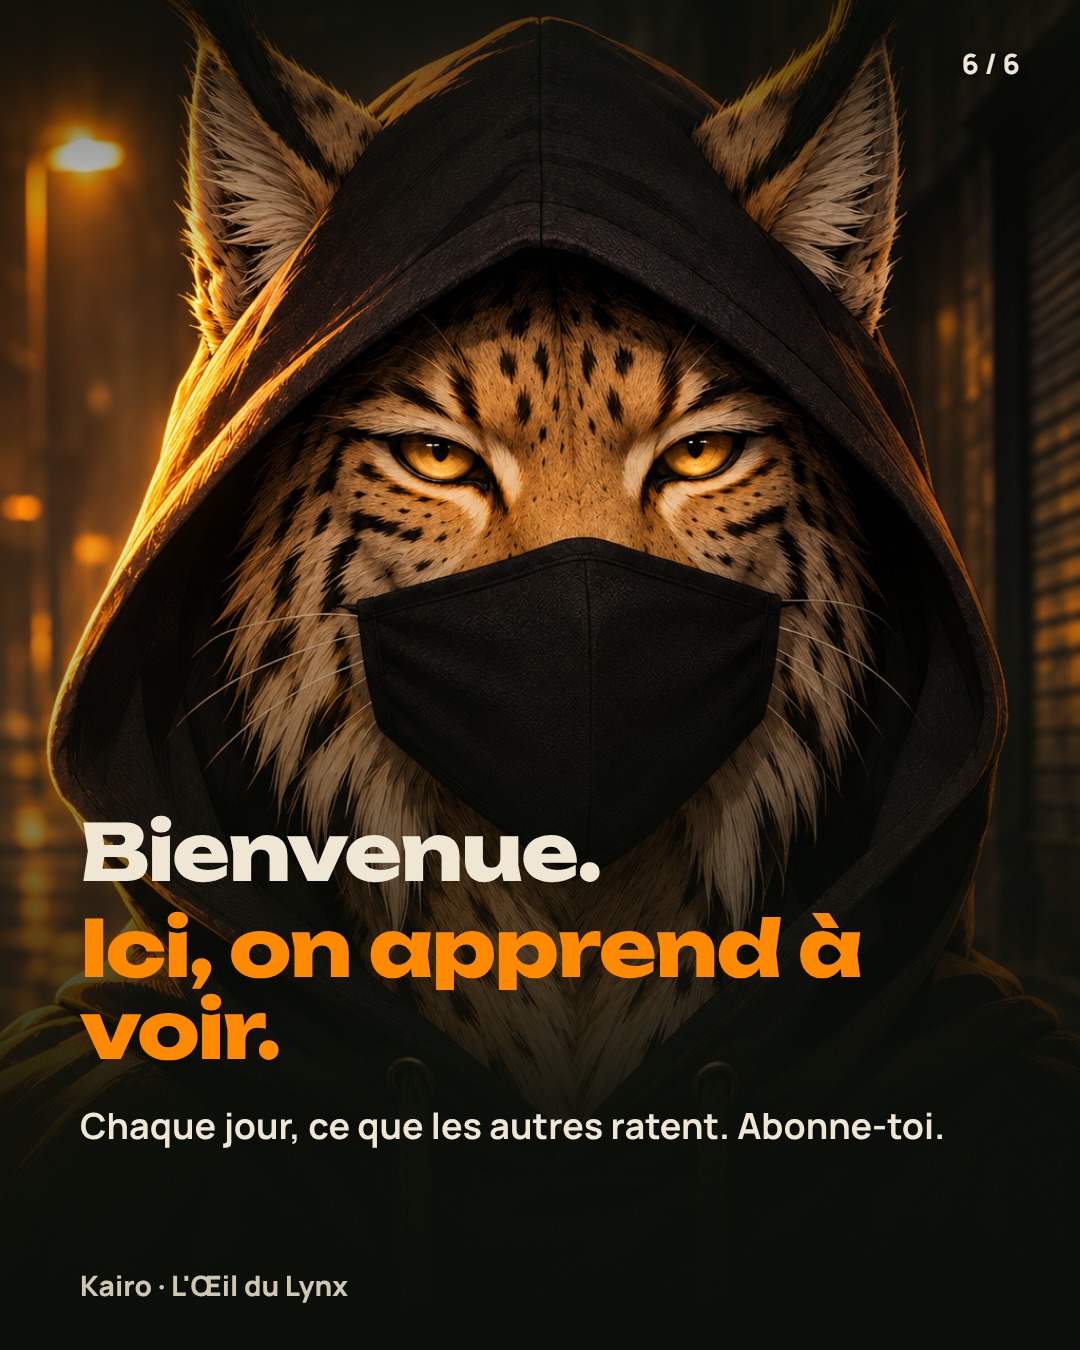 6 / 6
Bienvenue.
Ici, on apprend à
voir.
Chaque jour, ce que les autres ratent. Abonne-toi.
Kairo · L'Œil du Lynx